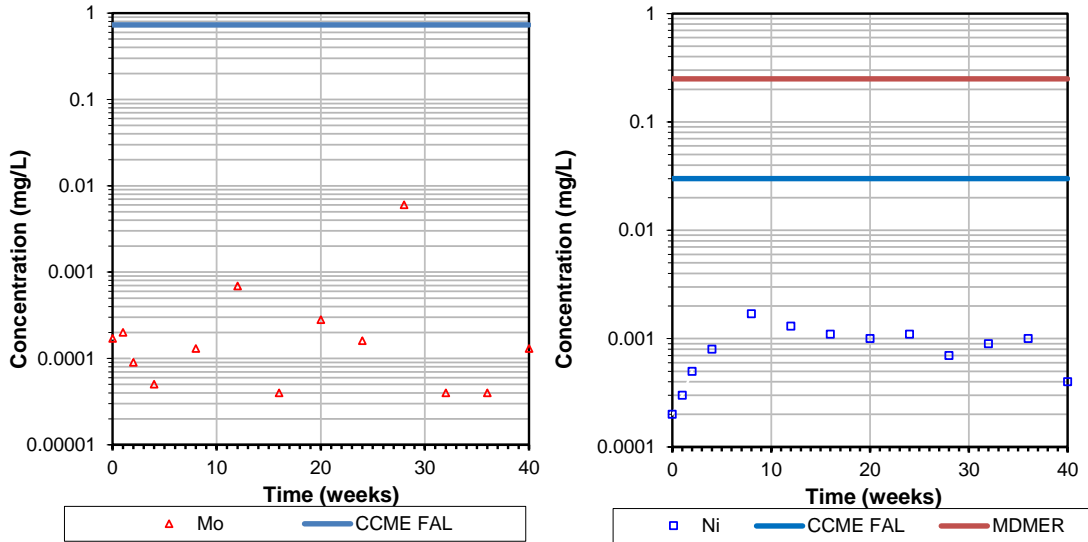 Concentration (mg/L)
1
0.1
0.01
0.001
0.0001
0.00001
0 10 20 30 40
Time (weeks)
Mo CCME FAL
Concentration (mg/L)
1
0.1
0.01
0.001
0.0001
0 10 20 30 40
Time (weeks)
Ni CCME FAL MDMER